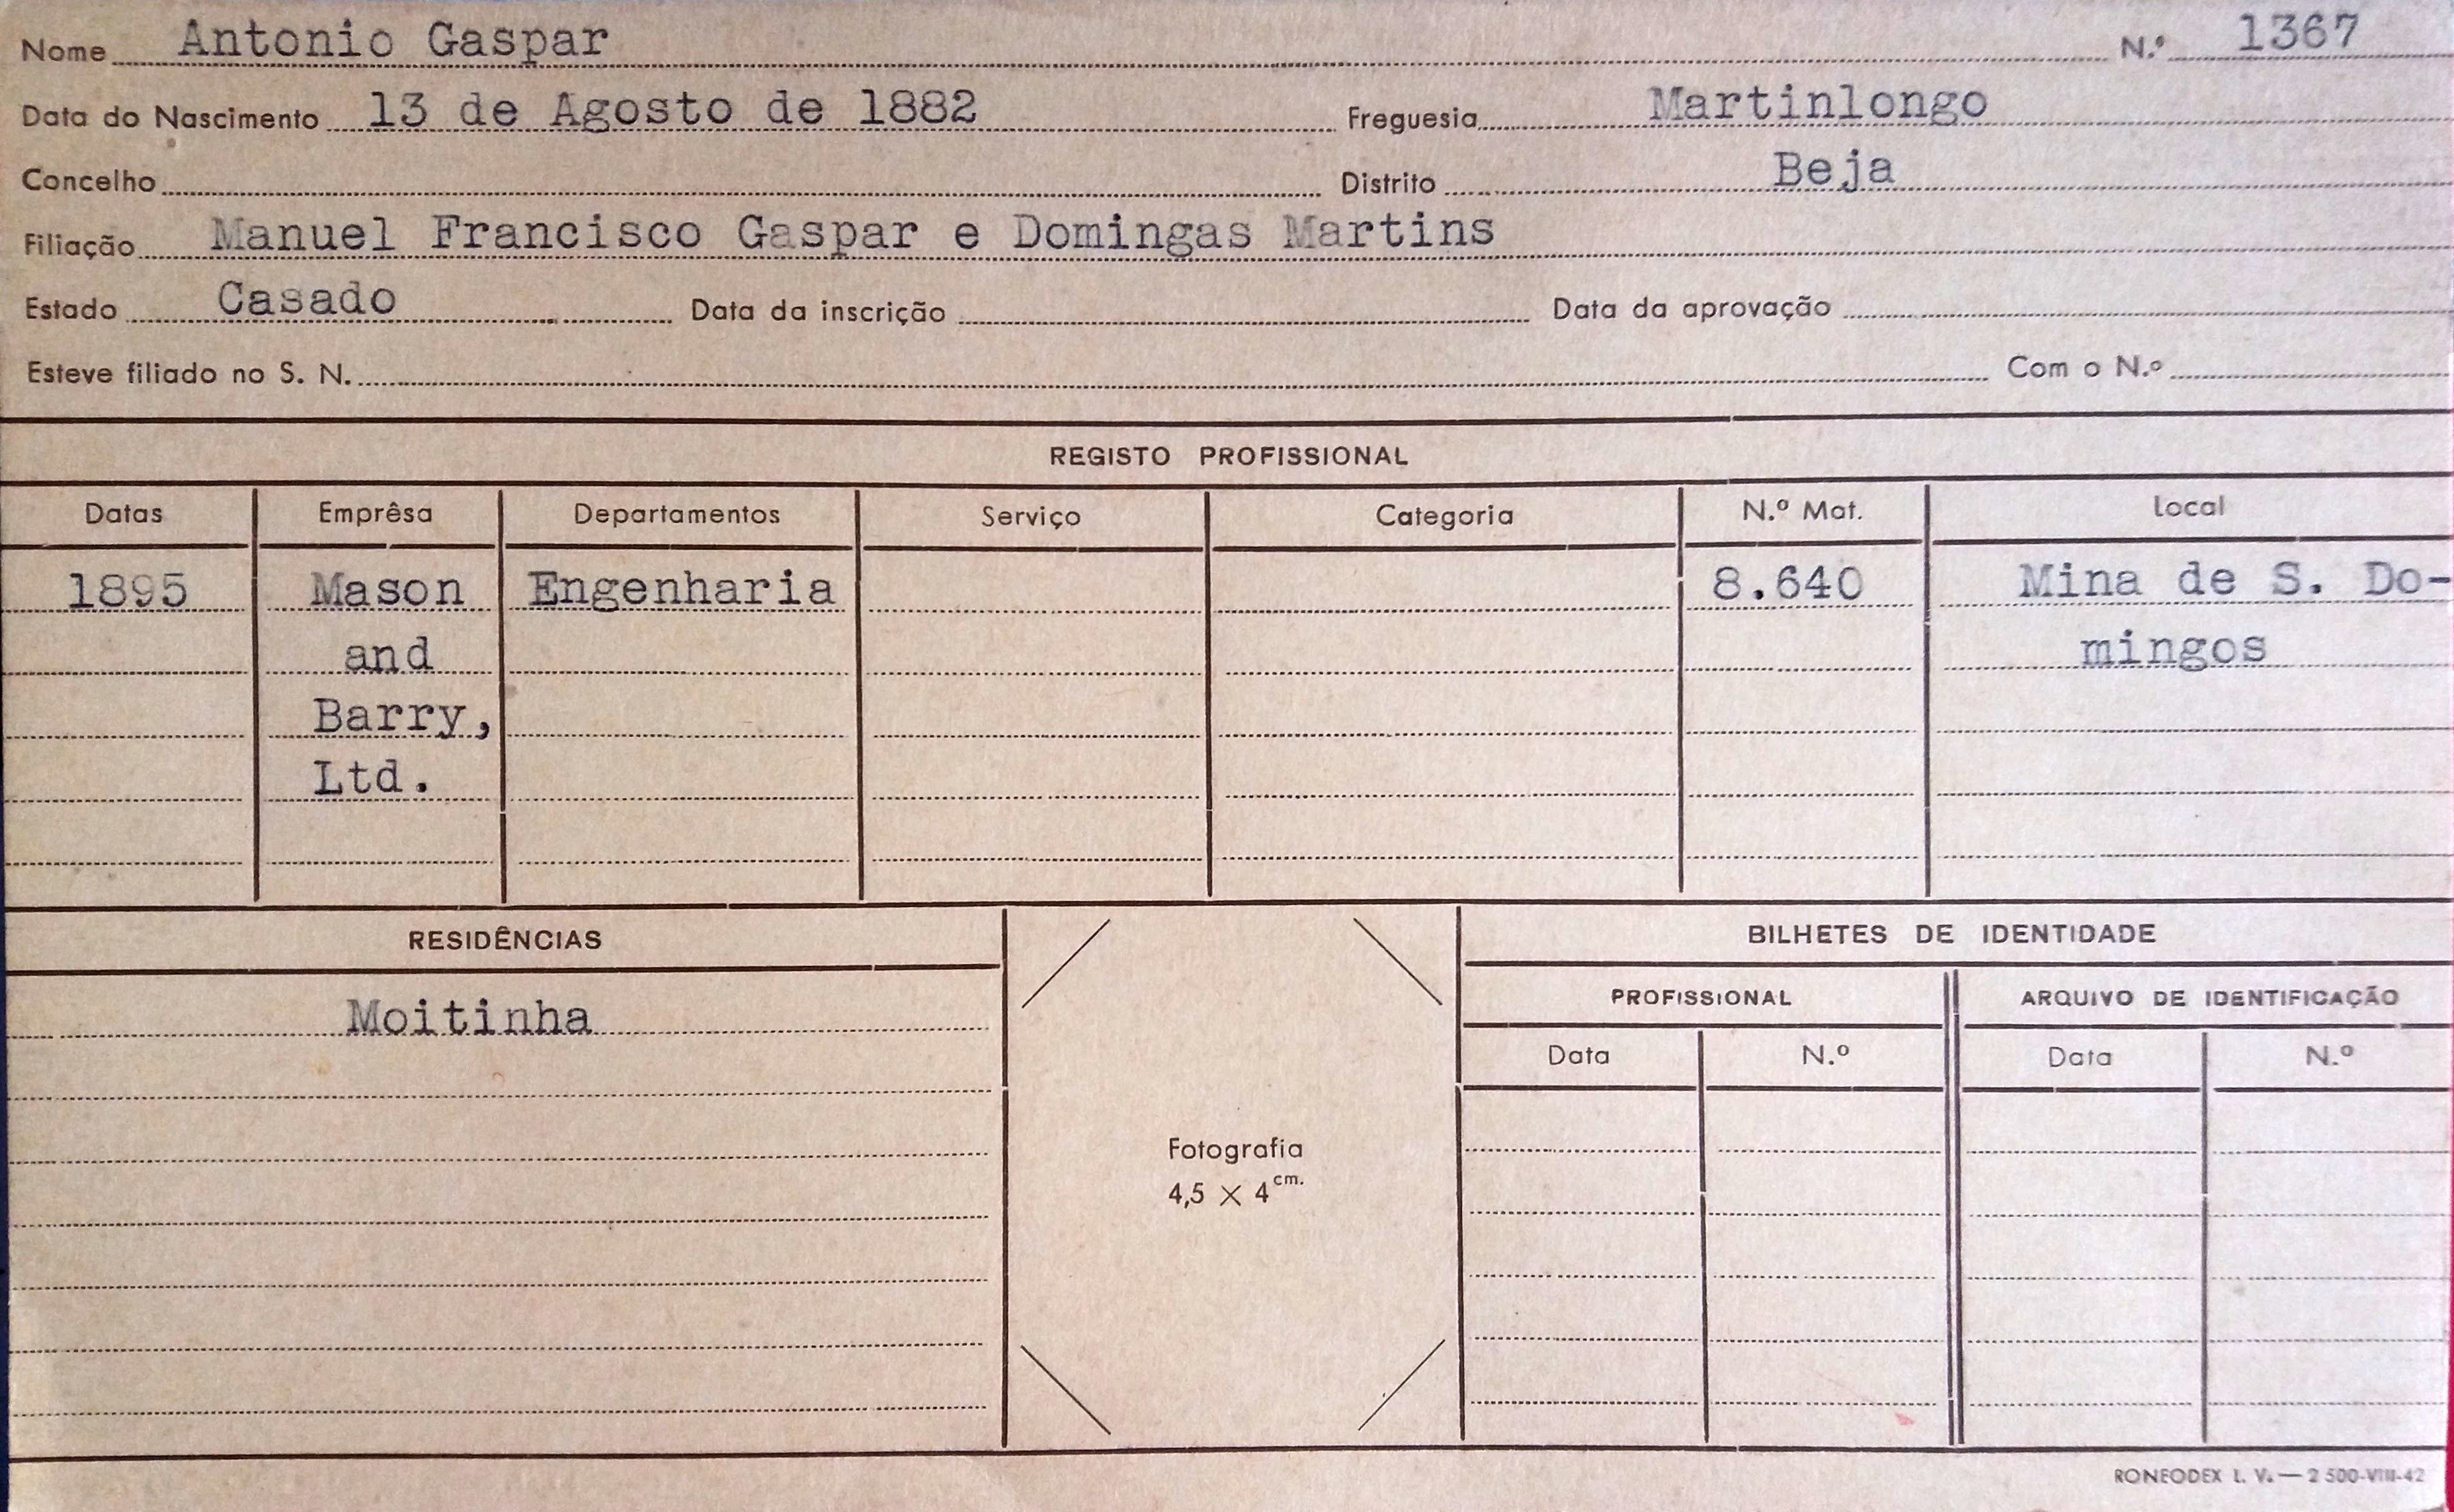 Nome Antonio Gaspar N.º 1367
Data do Nascimento 13 de Agosto de 1882 Freguesia Martinlongo
Concelho Distrito Beja
Filiação Manuel Francisco Gaspar e Domingas Martins
Estado Casado Data da inscrição Data da aprovação
Esteve filiado no S. N. Com o N.º
REGISTO PROFISSIONAL
Datas Emprêsa Departamentos Serviço Categoria N.º Mat. Local
1895 Mason Engenharia 8.640 Mina de S. Do-
and mingos
Barry,
Ltd.
RESIDÊNCIAS
Moitinha
Fotografia
4,5 × 4 cm.
BILHETES DE IDENTIDADE
PROFISSIONAL ARQUIVO DE IDENTIFICAÇÃO
Data N.º Data N.º
RONEODEX L. V. — 2 500-VIII-42